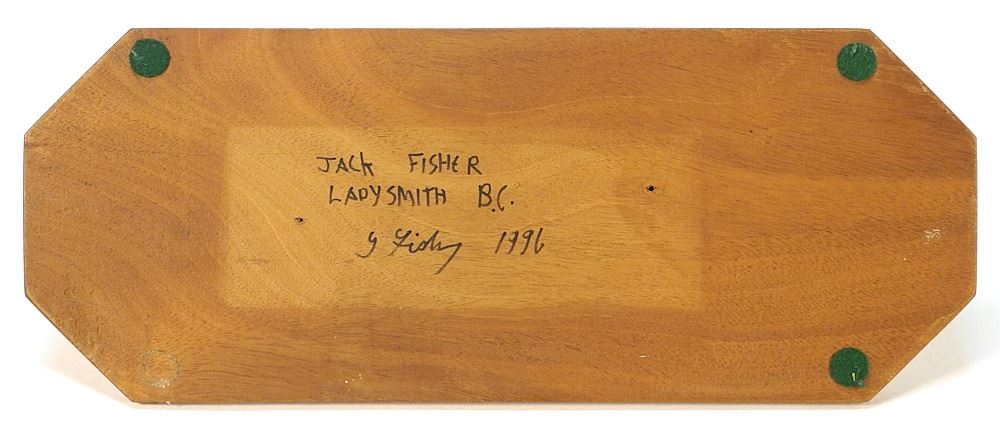 JACK FISHER
LADYSMITH B.C.
J Fisher 1996